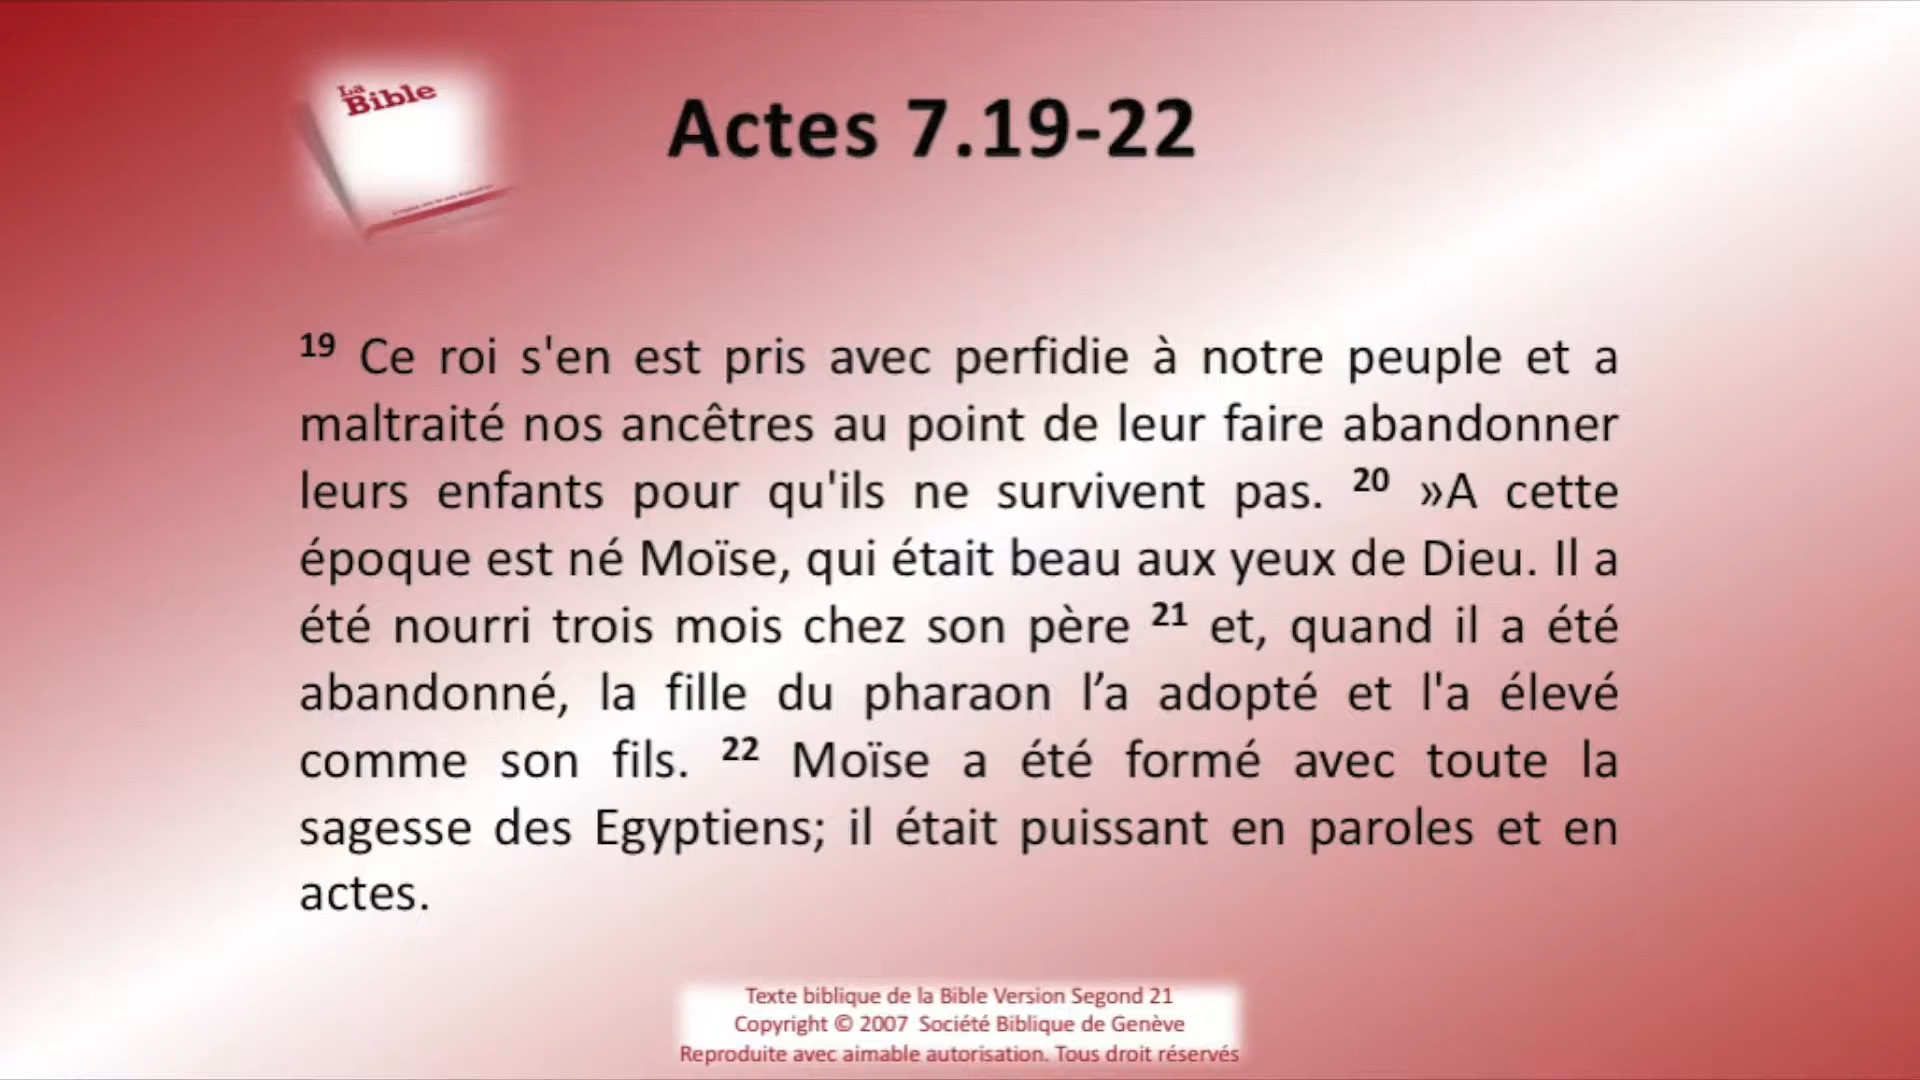 La
Bible
Actes 7.19-22
19 Ce roi s'en est pris avec perfidie à notre peuple et a
maltraité nos ancêtres au point de leur faire abandonner
leurs enfants pour qu'ils ne survivent pas. 20 »A cette
époque est né Moïse, qui était beau aux yeux de Dieu. Il a
été nourri trois mois chez son père 21 et, quand il a été
abandonné, la fille du pharaon l’a adopté et l'a élevé
comme son fils. 22 Moïse a été formé avec toute la
sagesse des Egyptiens; il était puissant en paroles et en
actes.
Texte biblique de la Bible Version Segond 21
Copyright © 2007 Société Biblique de Genève
Reproduite avec aimable autorisation. Tous droit réservés